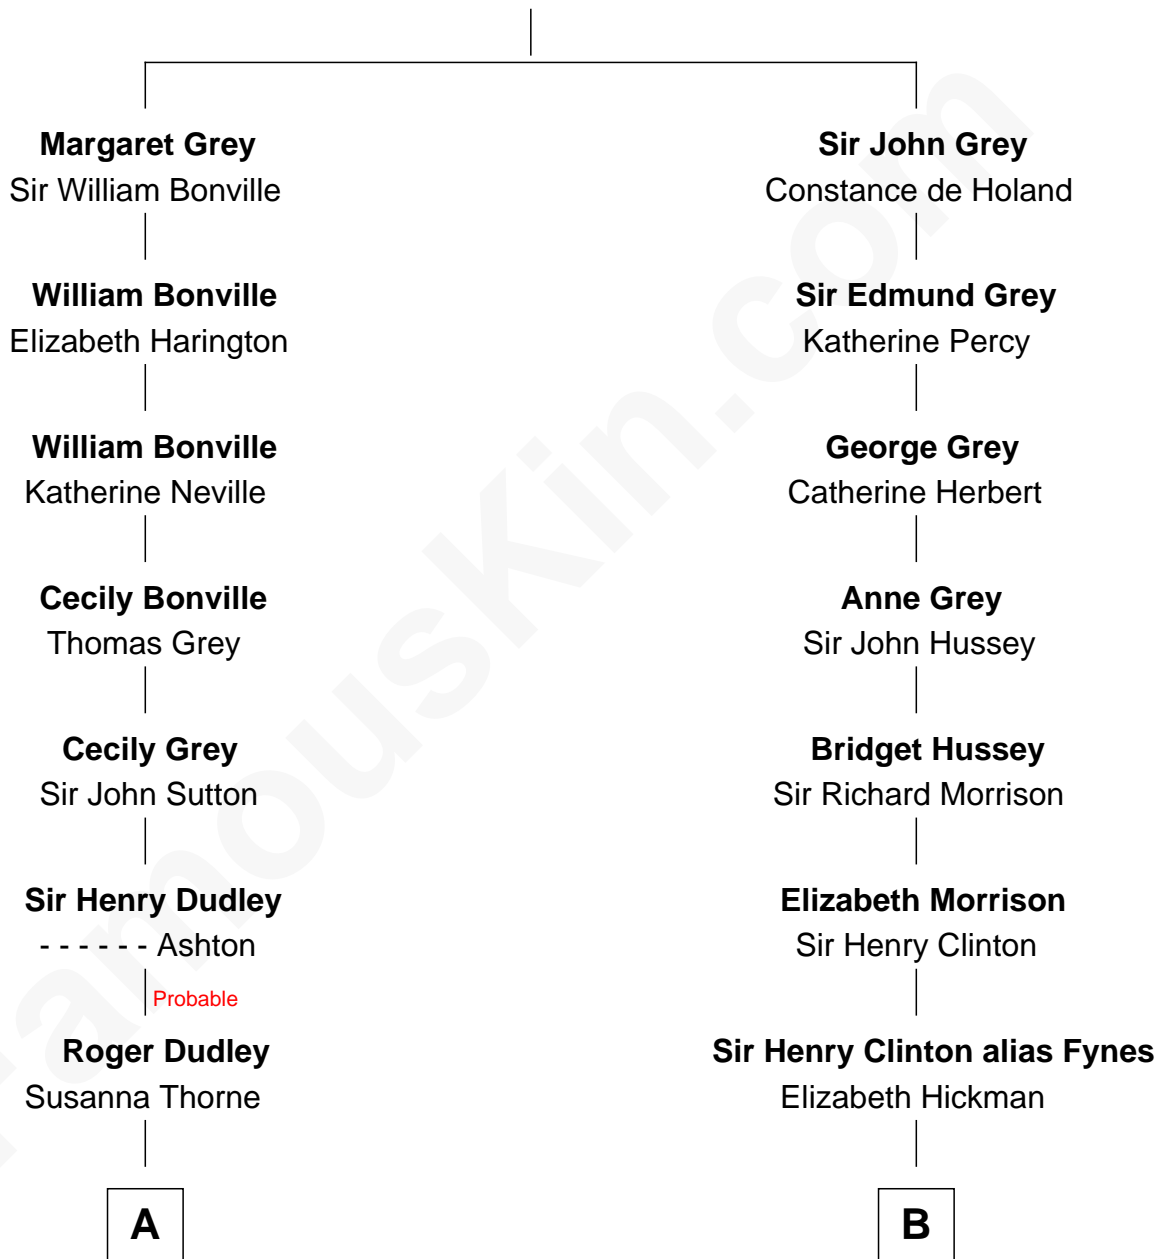 Margaret Grey
Sir William Bonville
William Bonville
Elizabeth Harington
William Bonville
Katherine Neville
Cecily Bonville
Thomas Grey
Cecily Grey
Sir John Sutton
Sir Henry Dudley
- - - - - - Ashton
Probable
Roger Dudley
Susanna Thorne
A
Sir John Grey
Constance de Holand
Sir Edmund Grey
Katherine Percy
George Grey
Catherine Herbert
Anne Grey
Sir John Hussey
Bridget Hussey
Sir Richard Morrison
Elizabeth Morrison
Sir Henry Clinton
Sir Henry Clinton alias Fynes
Elizabeth Hickman
B
FamousKin.com